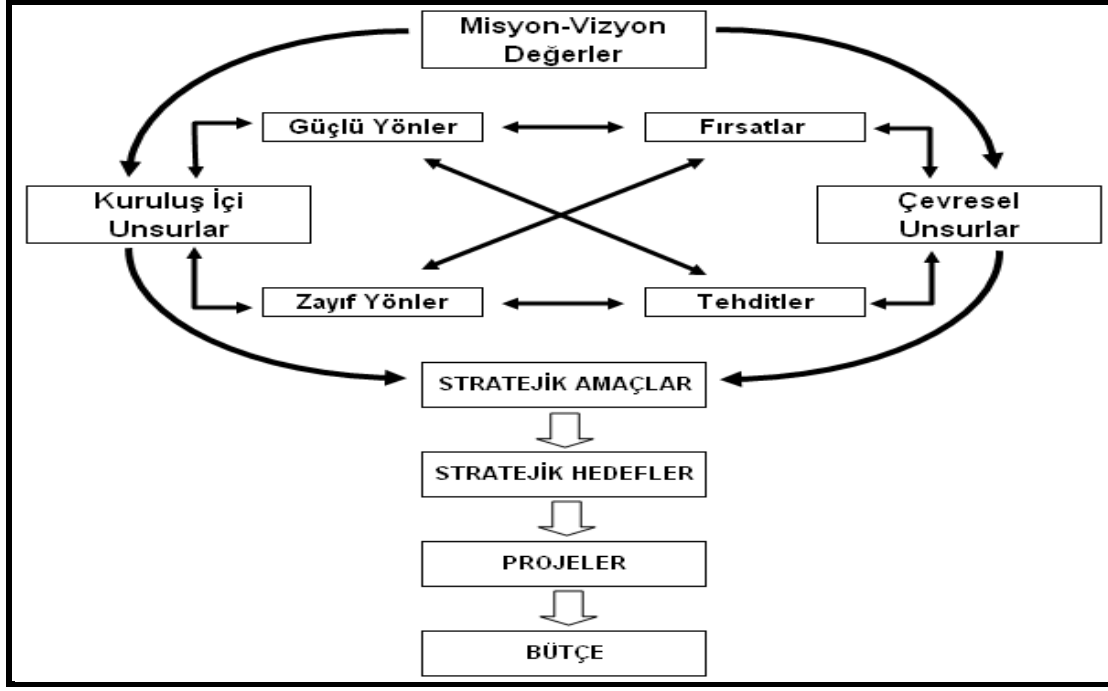 Misyon-Vizyon
Değerler
Güçlü Yönler
Fırsatlar
Kuruluş İçi
Unsurlar
Çevresel
Unsurlar
Zayıf Yönler
Tehditler
STRATEJİK AMAÇLAR
STRATEJİK HEDEFLER
PROJELER
BÜTÇE